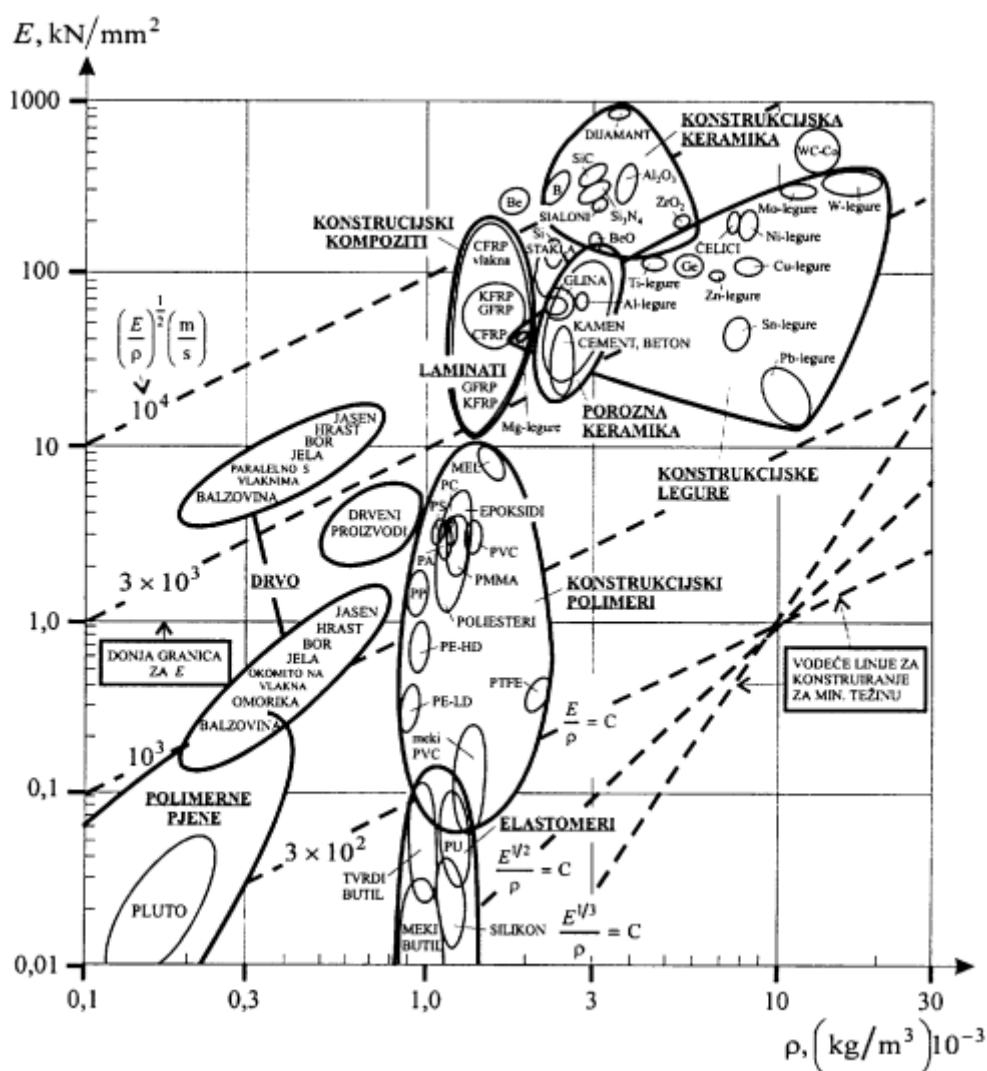 E, kN/mm²
1000
100
10
1,0
0,1
0,01
0,1
0,3
1,0
3
10
30
ρ, (kg/m³)10⁻³
(E/ρ)^½ (m/s)
10⁴
3 × 10³
10³
3 × 10²
DONJA GRANICA
ZA E
KONSTRUKCIJSKA
KERAMIKA
DIJAMANT
SiC
B
Al₂O₃
Si₃N₄
SIALONI
ZrO₂
BeO
Be
WC-Co
Mo-legure
W-legure
ČELICI
Ni-legure
Ti-legure
Ge
Cu-legure
Zn-legure
Sn-legure
Pb-legure
KONSTRUCIJSKI
KOMPOZITI
CFRP
vlakna
KFRP
GFRP
CFRP
LAMINATI
GFRP
KFRP
Si
STAKLA
GLINA
Al-legure
KAMEN
CEMENT, BETON
Mg-legure
POROZNA
KERAMIKA
KONSTRUKCIJSKE
LEGURE
JASEN
HRAST
BOR
JELA
PARALELNO S
VLAKNIMA
BALZOVINA
DRVENI
PROIZVODI
DRVO
JASEN
HRAST
BOR
JELA
OKOMITO NA
VLAKNA
OMORIKA
BALZOVINA
MEL
PC
PS
EPOKSIDI
PVC
PA
PMMA
PP
POLIESTERI
PE-HD
PTFE
PE-LD
meki
PVC
KONSTRUKCIJSKI
POLIMERI
VODEĆE LINIJE ZA
KONSTRUIRANJE
ZA MIN. TEŽINU
E/ρ = C
E^1/2/ρ = C
E^1/3/ρ = C
POLIMERNE
PJENE
PLUTO
ELASTOMERI
PU
TVRDI
BUTIL
MEKI
BUTIL
SILIKON